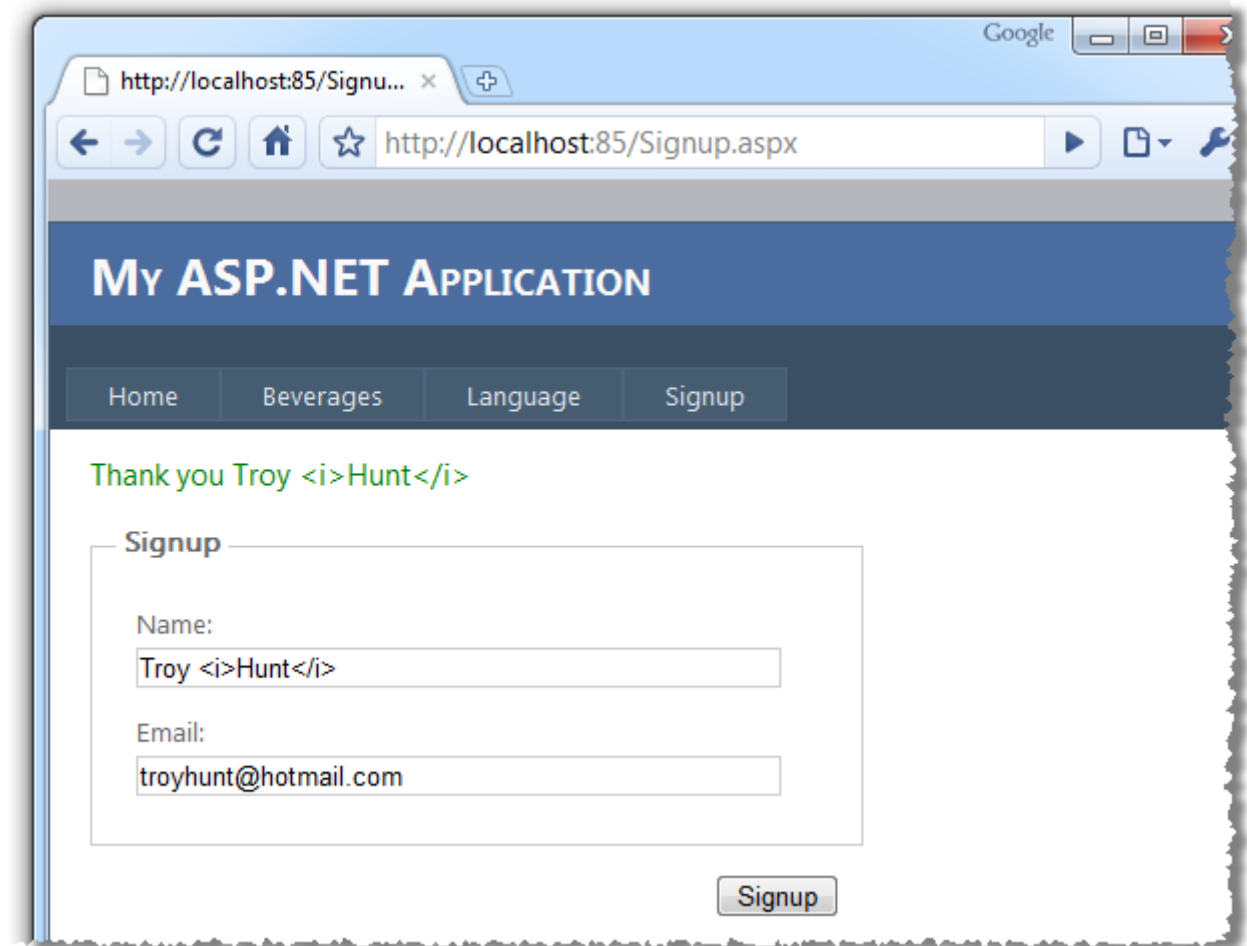 Google
http://localhost:85/Signu...
http://localhost:85/Signup.aspx
My ASP.NET Application
Home Beverages Language Signup
Thank you Troy <i>Hunt</i>
Signup
Name:
Troy <i>Hunt</i>
Email:
troyhunt@hotmail.com
Signup